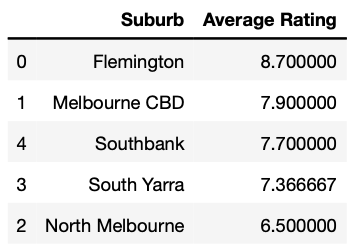 Suburb Average Rating
0 Flemington 8.700000
1 Melbourne CBD 7.900000
4 Southbank 7.700000
3 South Yarra 7.366667
2 North Melbourne 6.500000